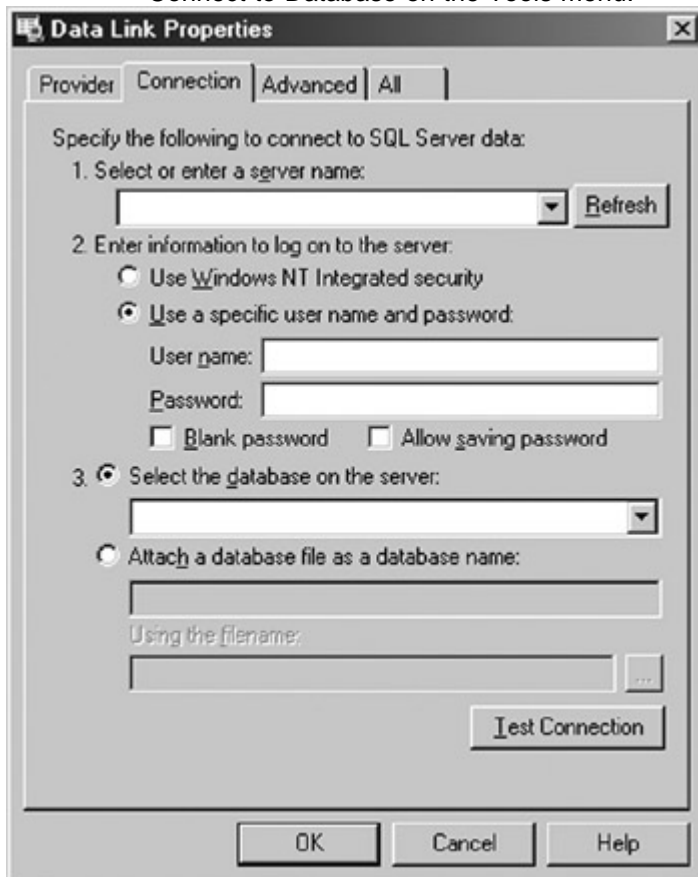 Connect to Database on the Tools menu.
Data Link Properties
Provider Connection Advanced All
Specify the following to connect to SQL Server data:
1. Select or enter a server name:
Refresh
2. Enter information to log on to the server:
Use Windows NT Integrated security
Use a specific user name and password:
User name:
Password:
Blank password Allow saving password
3. Select the database on the server:
Attach a database file as a database name:
Using the filename:
...
Test Connection
OK Cancel Help